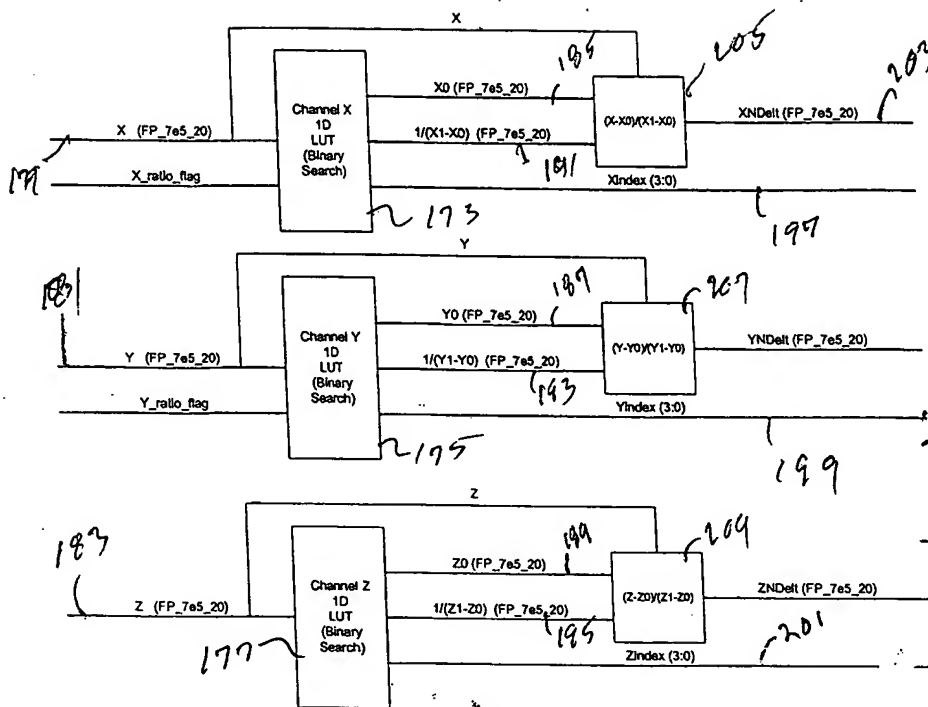 X
205
185
203
X0 (FP_7e5_20)
Channel X
1D
LUT
(Binary
Search)
(X-X0)/(X1-X0)
XNDelt (FP_7e5_20)
X (FP_7e5_20)
1/(X1-X0) (FP_7e5_20)
191
X_ratio_flag
XIndex (3:0)
173
197
Y
187
207
181
Y0 (FP_7e5_20)
Channel Y
1D
LUT
(Binary
Search)
(Y-Y0)/(Y1-Y0)
YNDelt (FP_7e5_20)
Y (FP_7e5_20)
1/(Y1-Y0) (FP_7e5_20)
193
Y_ratio_flag
YIndex (3:0)
175
199
Z
209
183
Z0 (FP_7e5_20)
Channel Z
1D
LUT
(Binary
Search)
(Z-Z0)/(Z1-Z0)
ZNDelt (FP_7e5_20)
Z (FP_7e5_20)
1/(Z1-Z0) (FP_7e5_20)
195
177
ZIndex (3:0)
201